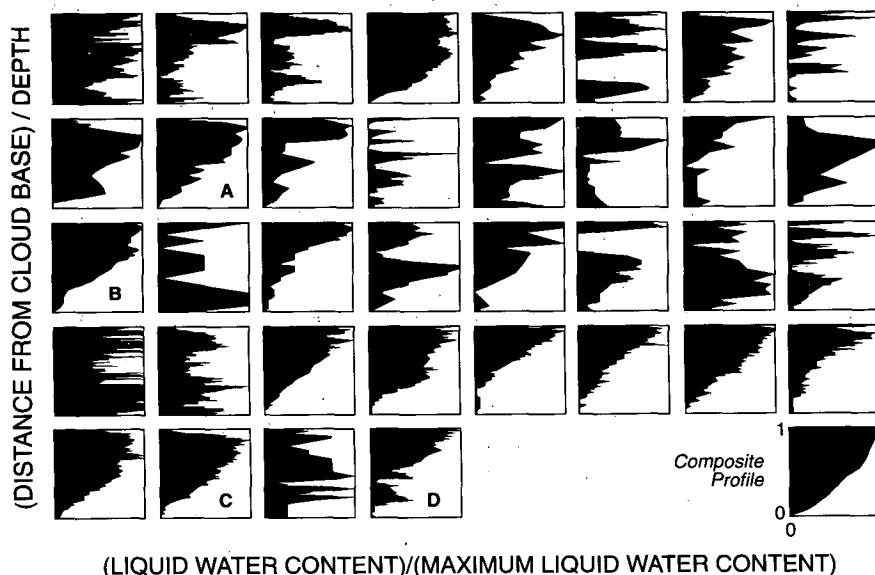 (DISTANCE FROM CLOUD BASE) / DEPTH
A
B
C
D
Composite
Profile
1
0
0
(LIQUID WATER CONTENT)/(MAXIMUM LIQUID WATER CONTENT)